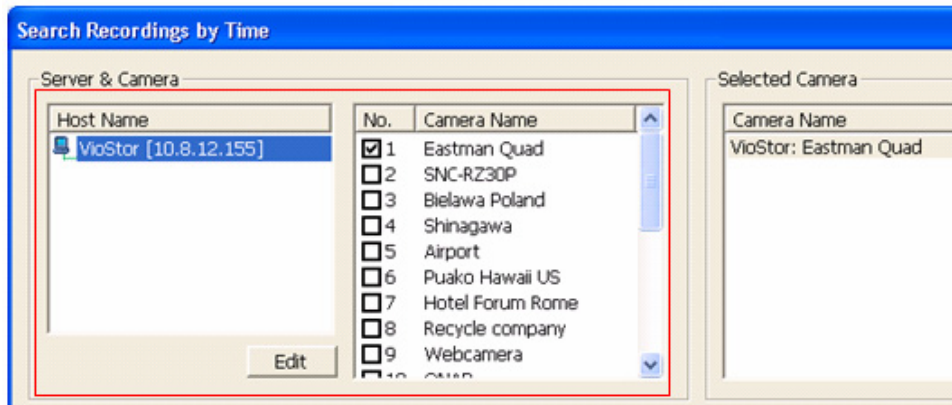 Search Recordings by Time
Server & Camera
Host Name
VioStor [10.8.12.155]
Edit
No. Camera Name
1 Eastman Quad
2 SNC-RZ30P
3 Bielawa Poland
4 Shinagawa
5 Airport
6 Puako Hawaii US
7 Hotel Forum Rome
8 Recycle company
9 Webcamera
Selected Camera
Camera Name
VioStor: Eastman Quad